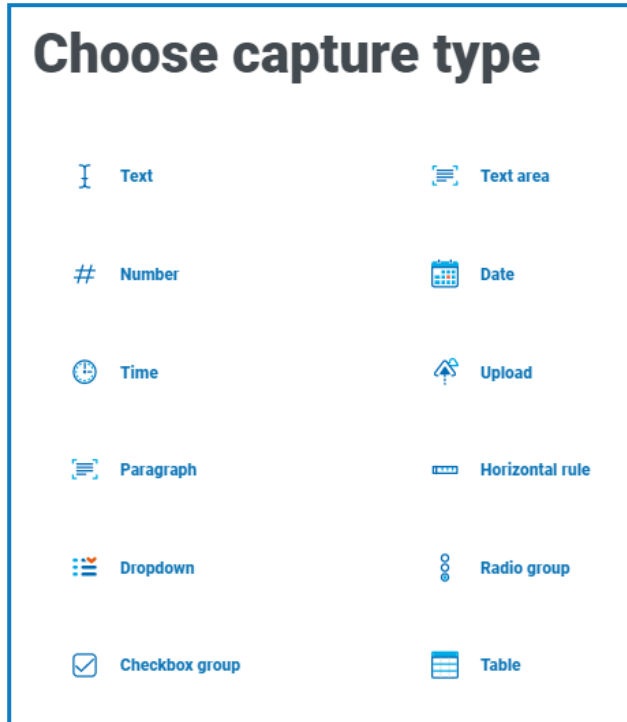 Choose capture type
Text
Text area
Number
Date
Time
Upload
Paragraph
Horizontal rule
Dropdown
Radio group
Checkbox group
Table